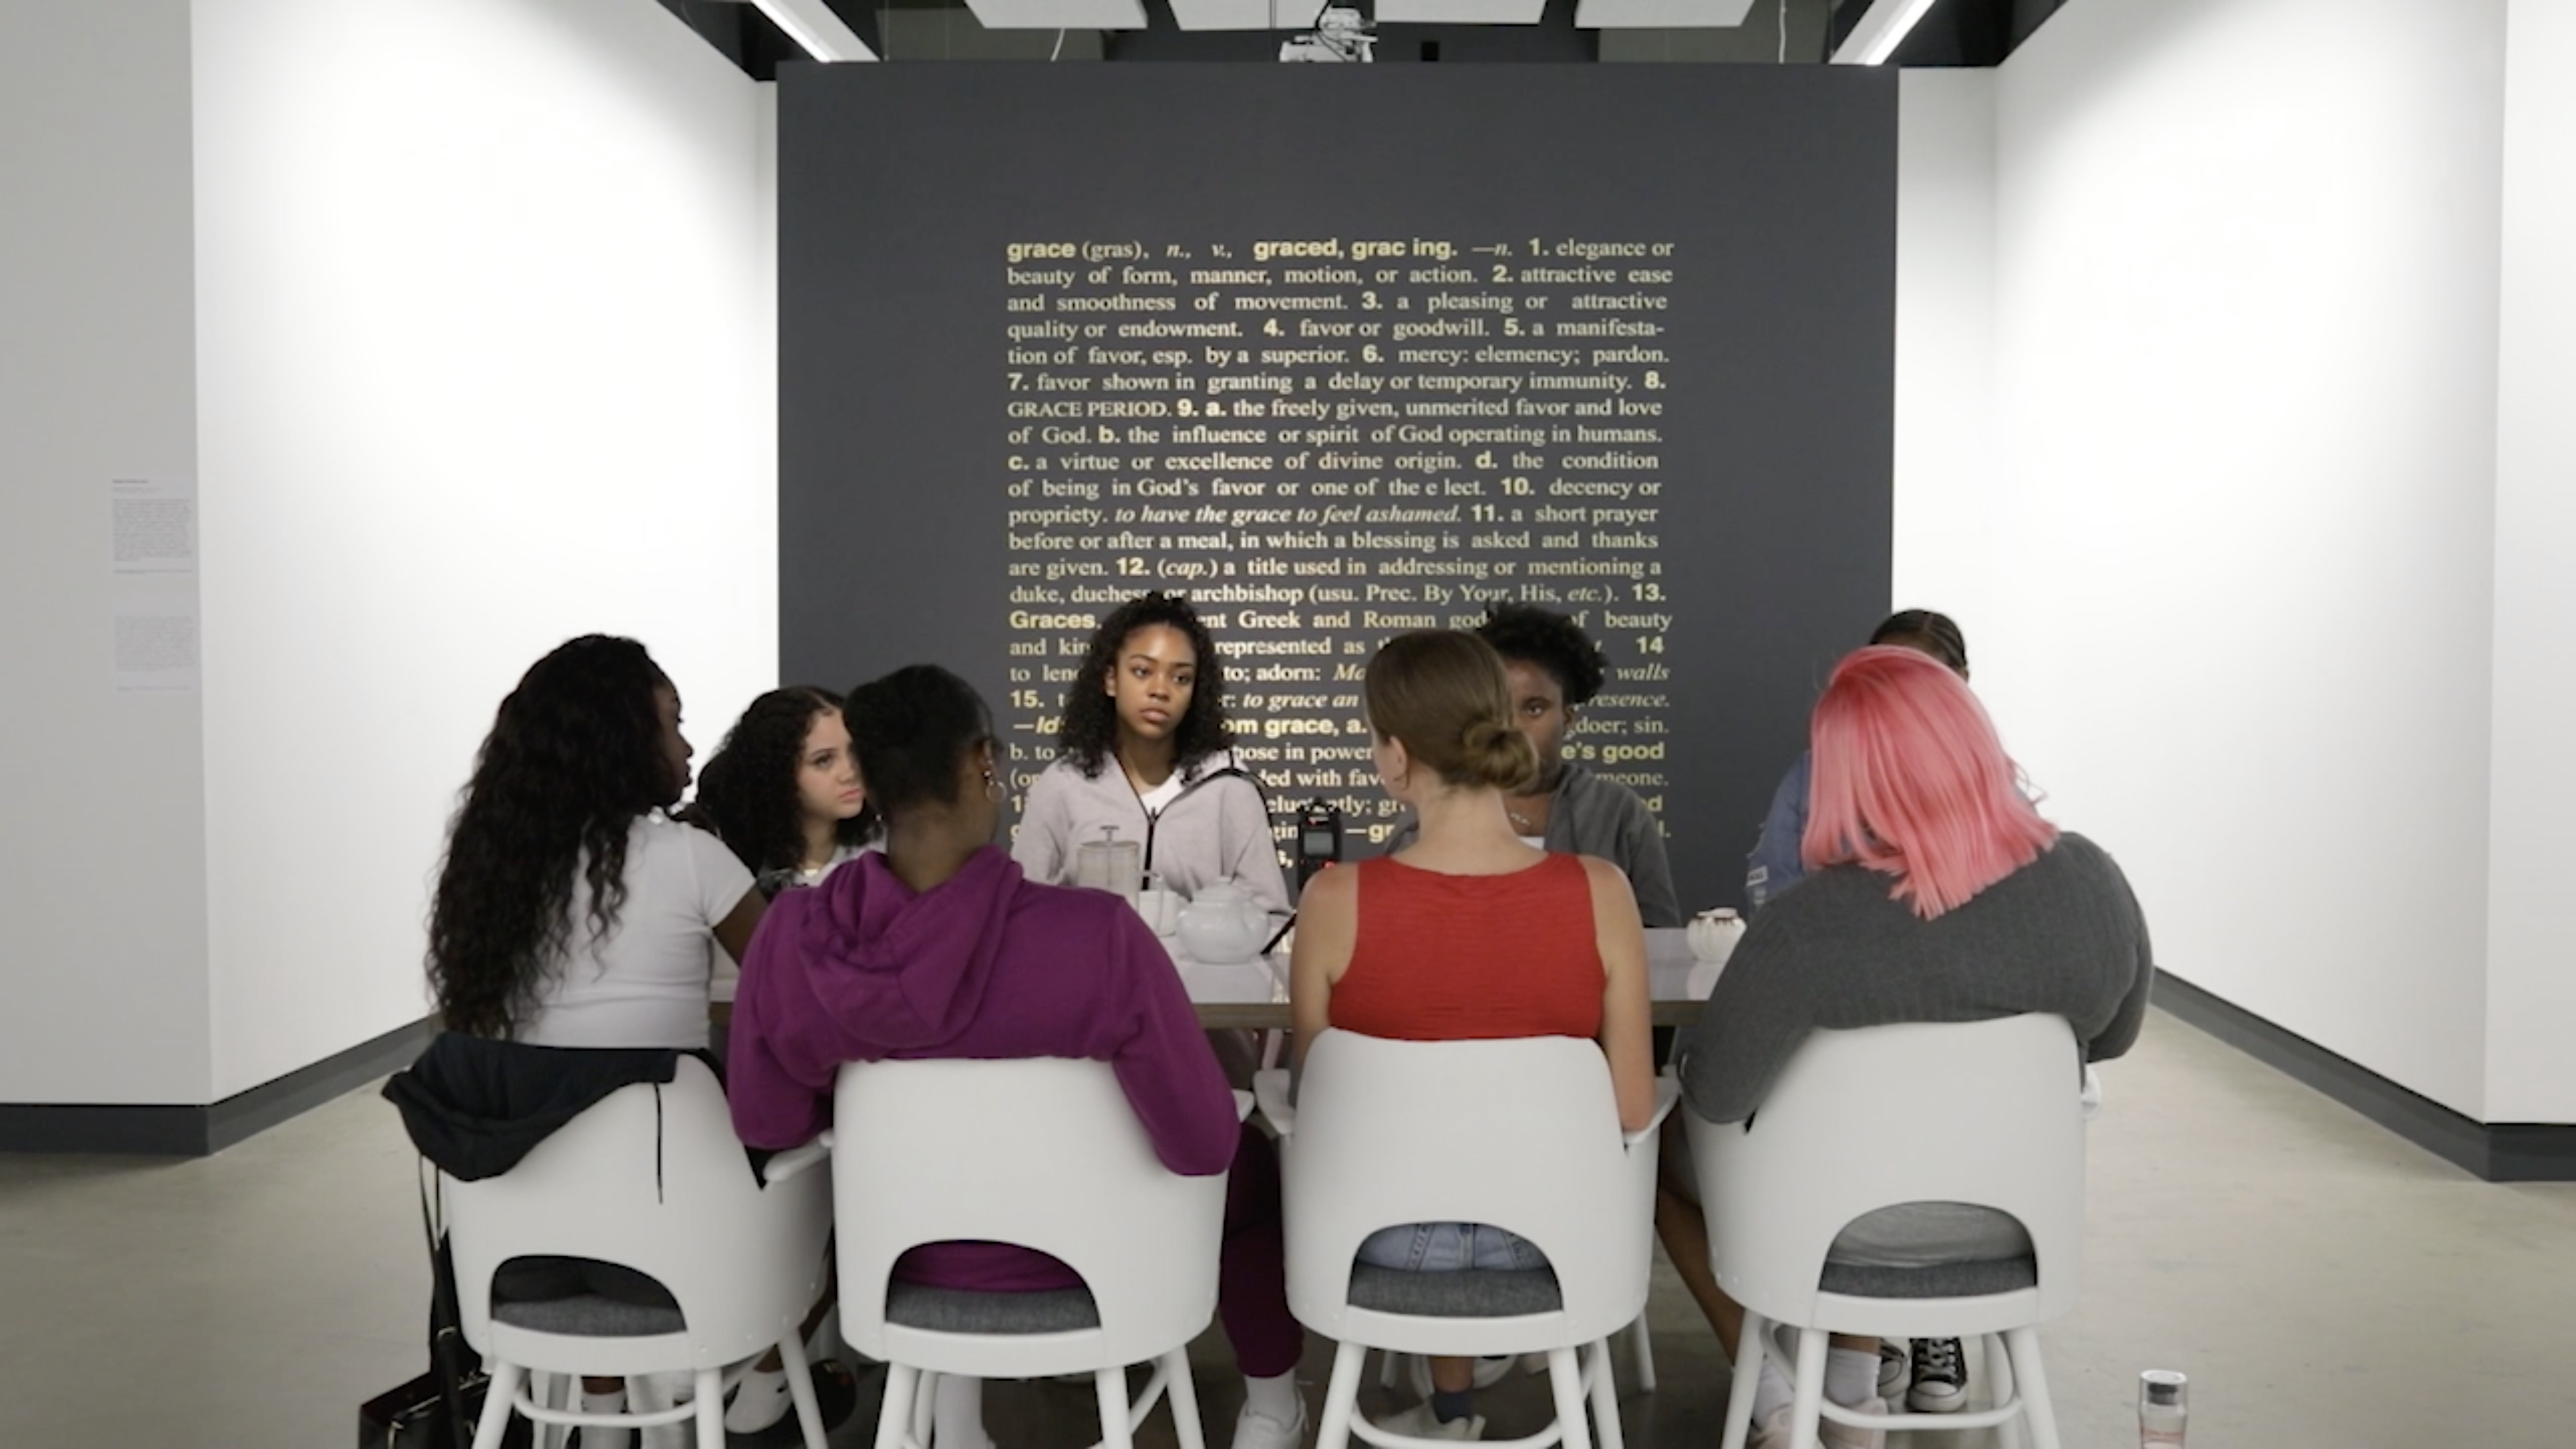 grace (gras), n., v., graced, grac ing. —n. 1. elegance or
beauty of form, manner, motion, or action. 2. attractive ease
and smoothness of movement. 3. a pleasing or attractive
quality or endowment. 4. favor or goodwill. 5. a manifesta-
tion of favor, esp. by a superior. 6. mercy: elemency; pardon.
7. favor shown in granting a delay or temporary immunity. 8.
GRACE PERIOD. 9. a. the freely given, unmerited favor and love
of God. b. the influence or spirit of God operating in humans.
c. a virtue or excellence of divine origin. d. the condition
of being in God's favor or one of the e lect. 10. decency or
propriety. to have the grace to feel ashamed. 11. a short prayer
before or after a meal, in which a blessing is asked and thanks
are given. 12. (cap.) a title used in addressing or mentioning a
duke, duchess, or archbishop (usu. Prec. By Your, His, etc.). 13.
Graces. Greek and Roman of beauty
and represented as 14
to to; adorn: walls
15. to grace an
grace, a. sin.
b. to in power 's good
with